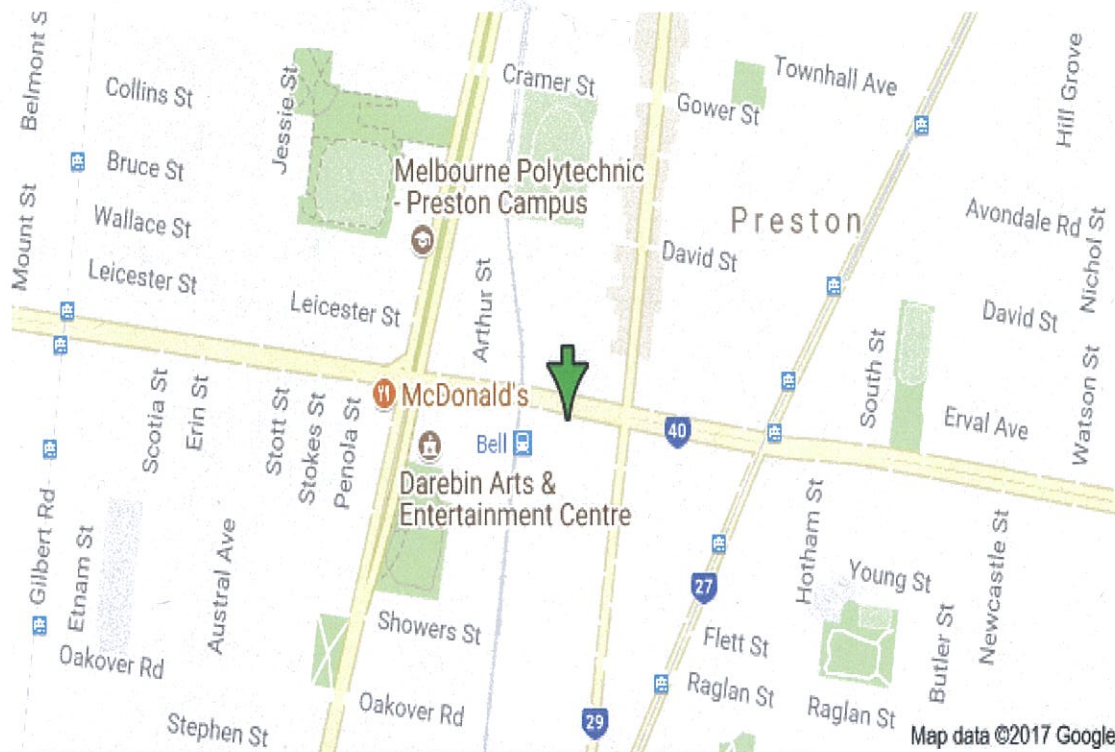 Belmont S
Collins St
Jessie St
Cramer St
Gower St
Townhall Ave
Hill Grove
Bruce St
Melbourne Polytechnic
- Preston Campus
Mount St
Wallace St
Preston
Avondale Rd
Nichol St
Leicester St
Leicester St
Arthur St
David St
David St
McDonald's
South St
Erval Ave
Watson St
Scotia St
Erin St
Stott St
Stokes St
Penola St
Bell
40
Darebin Arts &
Entertainment Centre
Gilbert Rd
Etnam St
Austral Ave
Hotham St
Newcastle St
Young St
27
Butler St
Showers St
Flett St
Oakover Rd
Raglan St
Raglan St
Oakover Rd
Stephen St
29
Map data ©2017 Google